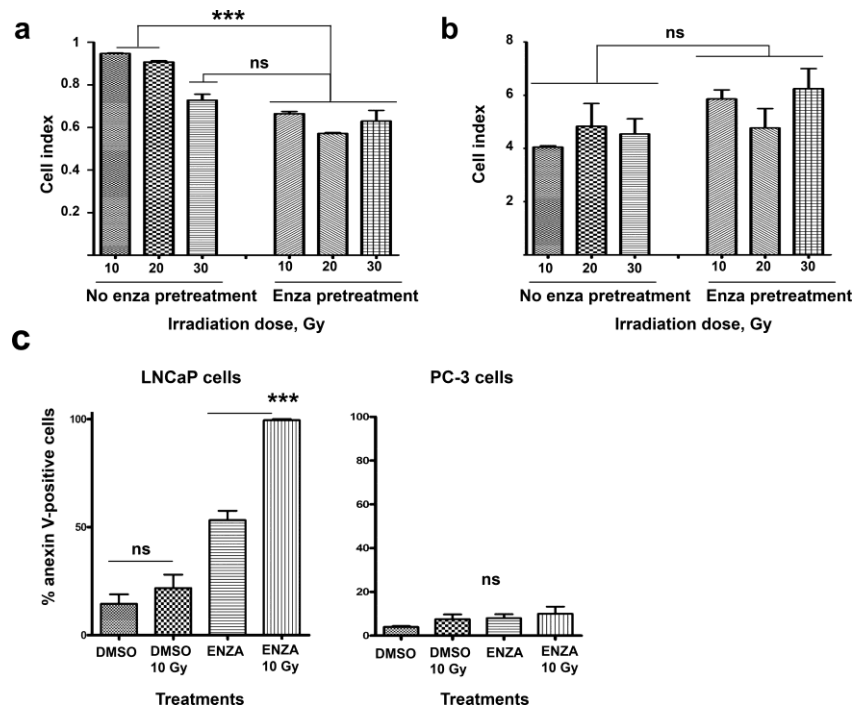 a
***
ns
1
0.8
0.6
0.4
0.2
Cell index
10 20 30 10 20 30
No enza pretreatment Enza pretreatment
Irradiation dose, Gy
b
ns
8
6
4
2
Cell index
10 20 30 10 20 30
No enza pretreatment Enza pretreatment
Irradiation dose, Gy
c
LNCaP cells
% anexin V-positive cells
100
50
0
ns
***
DMSO DMSO 10 Gy ENZA ENZA 10 Gy
Treatments
PC-3 cells
100
80
60
40
20
0
ns
DMSO DMSO 10 Gy ENZA ENZA 10 Gy
Treatments